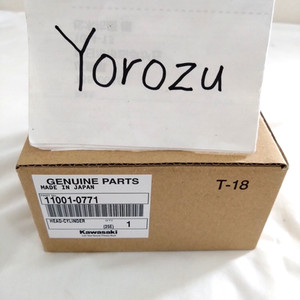 Yorozu
GENUINE PARTS
MADE IN JAPAN
11001-0771
HEAD-CYLINDER
1
Kawasaki
T-18